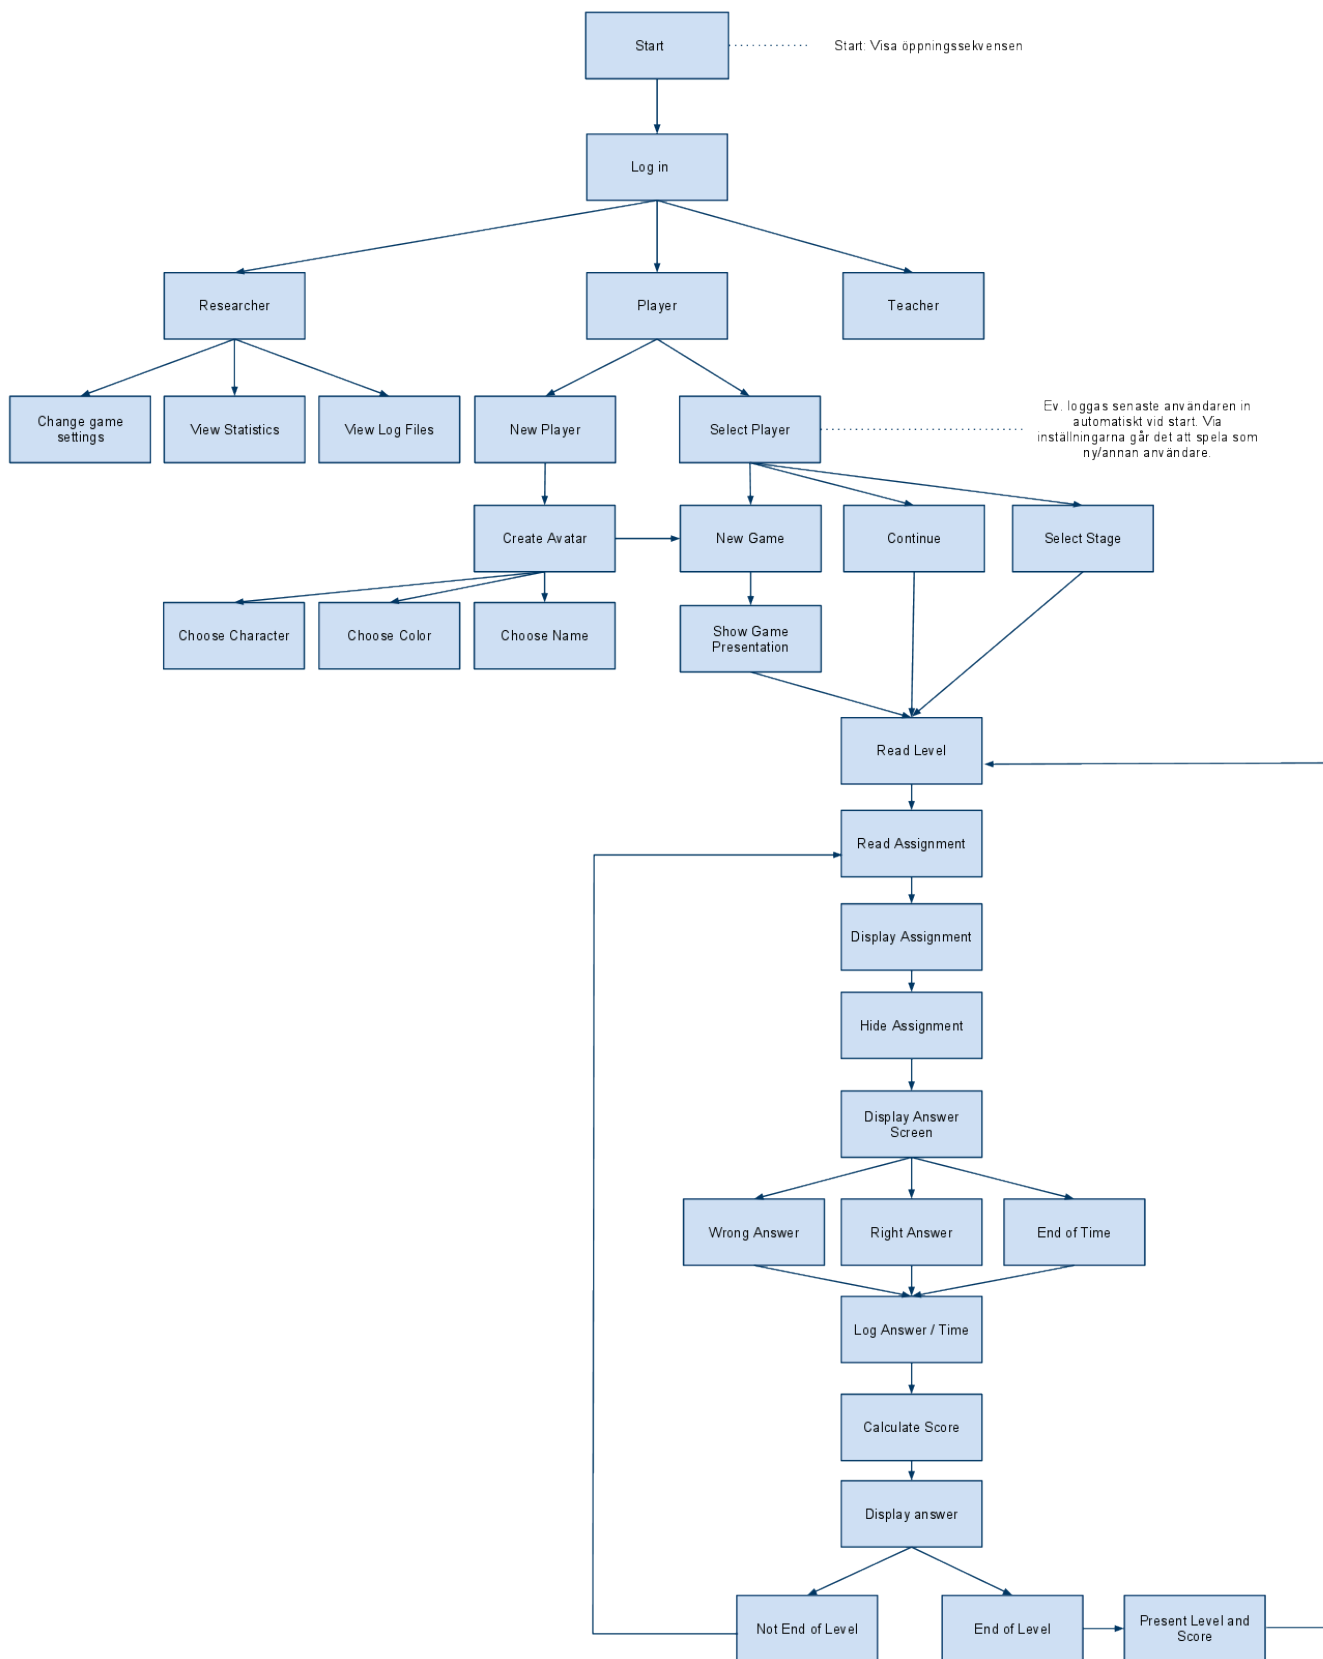 Start
Start: Visa öppningssekvensen
Log in
Researcher
Player
Teacher
Change game
settings
View Statistics
View Log Files
New Player
Select Player
Ev. loggas senaste användaren in
automatiskt vid start. Via
inställningarna går det att spela som
ny/annan användare.
Create Avatar
New Game
Continue
Select Stage
Choose Character
Choose Color
Choose Name
Show Game
Presentation
Read Level
Read Assignment
Display Assignment
Hide Assignment
Display Answer
Screen
Wrong Answer
Right Answer
End of Time
Log Answer / Time
Calculate Score
Display answer
Not End of Level
End of Level
Present Level and
Score